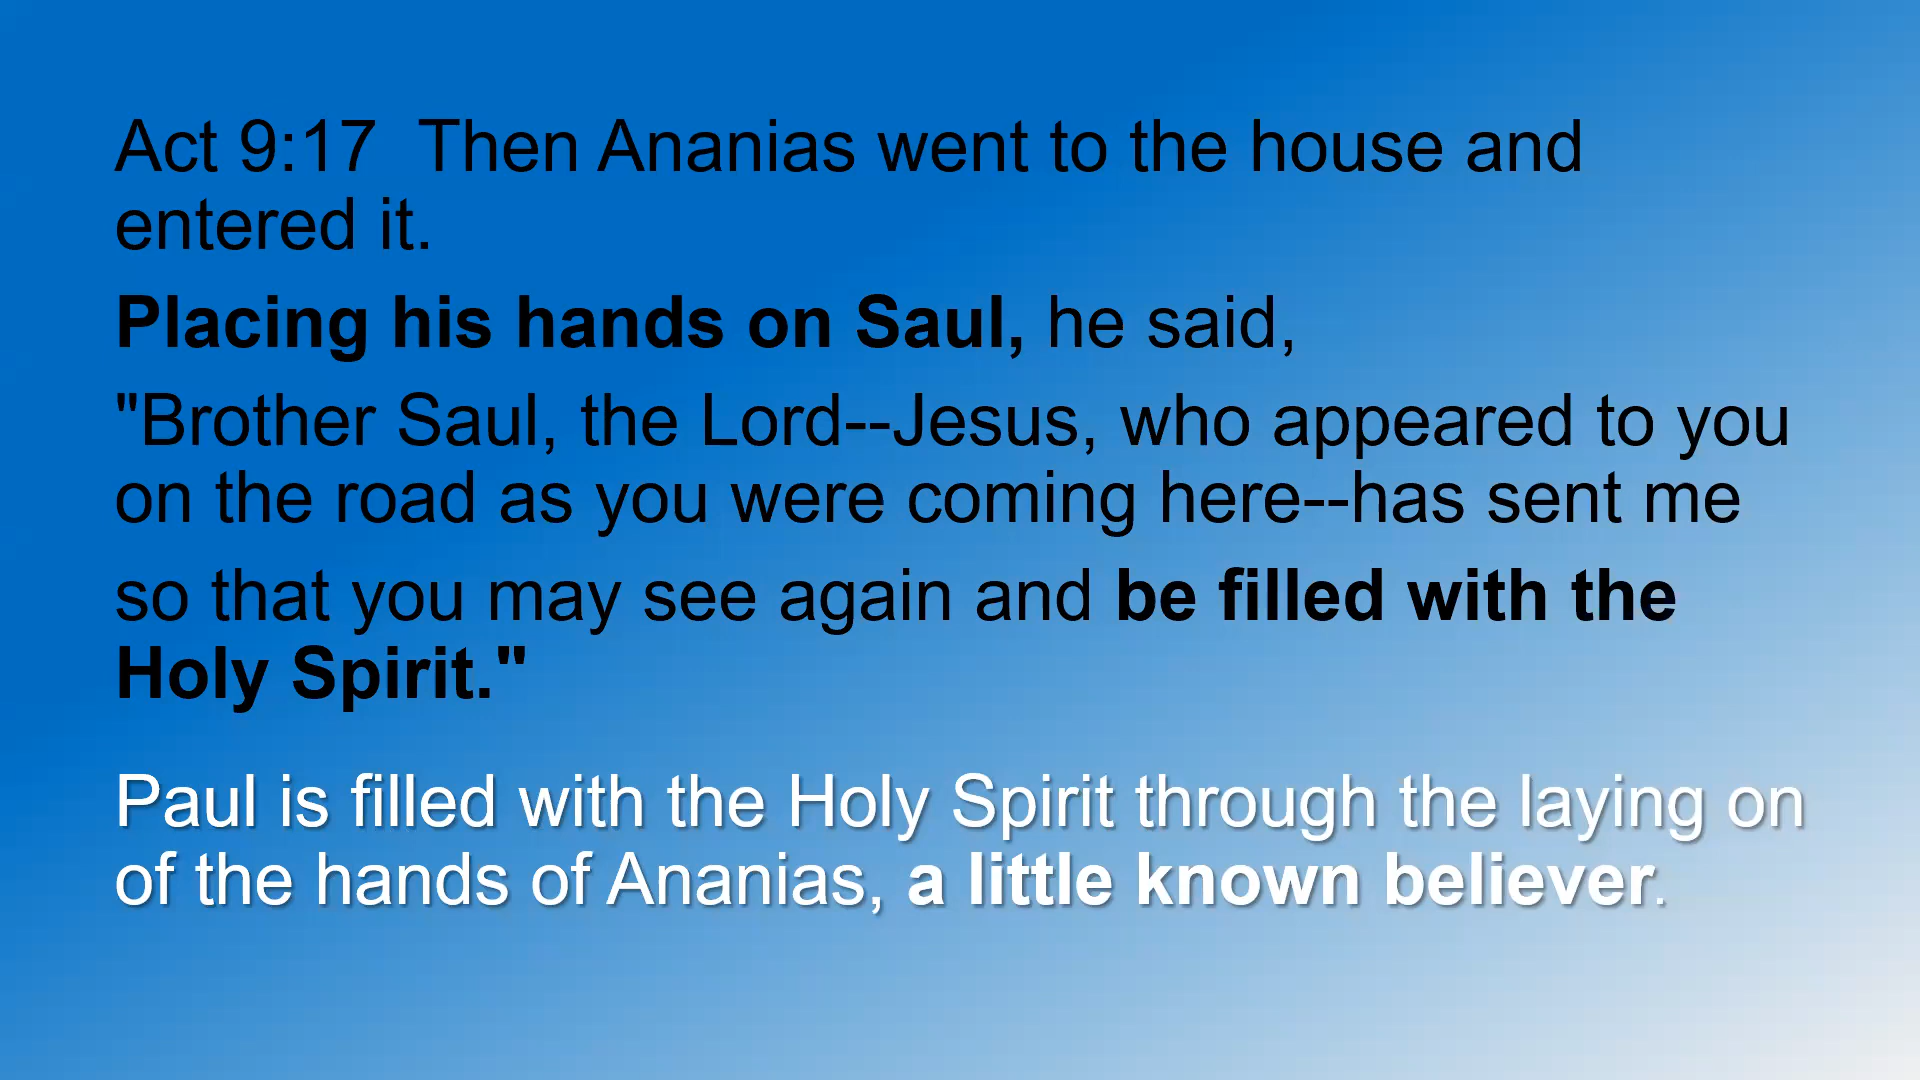 Act 9:17  Then Ananias went to the house and
entered it.
Placing his hands on Saul, he said,
"Brother Saul, the Lord--Jesus, who appeared to you
on the road as you were coming here--has sent me
so that you may see again and be filled with the
Holy Spirit."
Paul is filled with the Holy Spirit through the laying on
of the hands of Ananias, a little known believer.